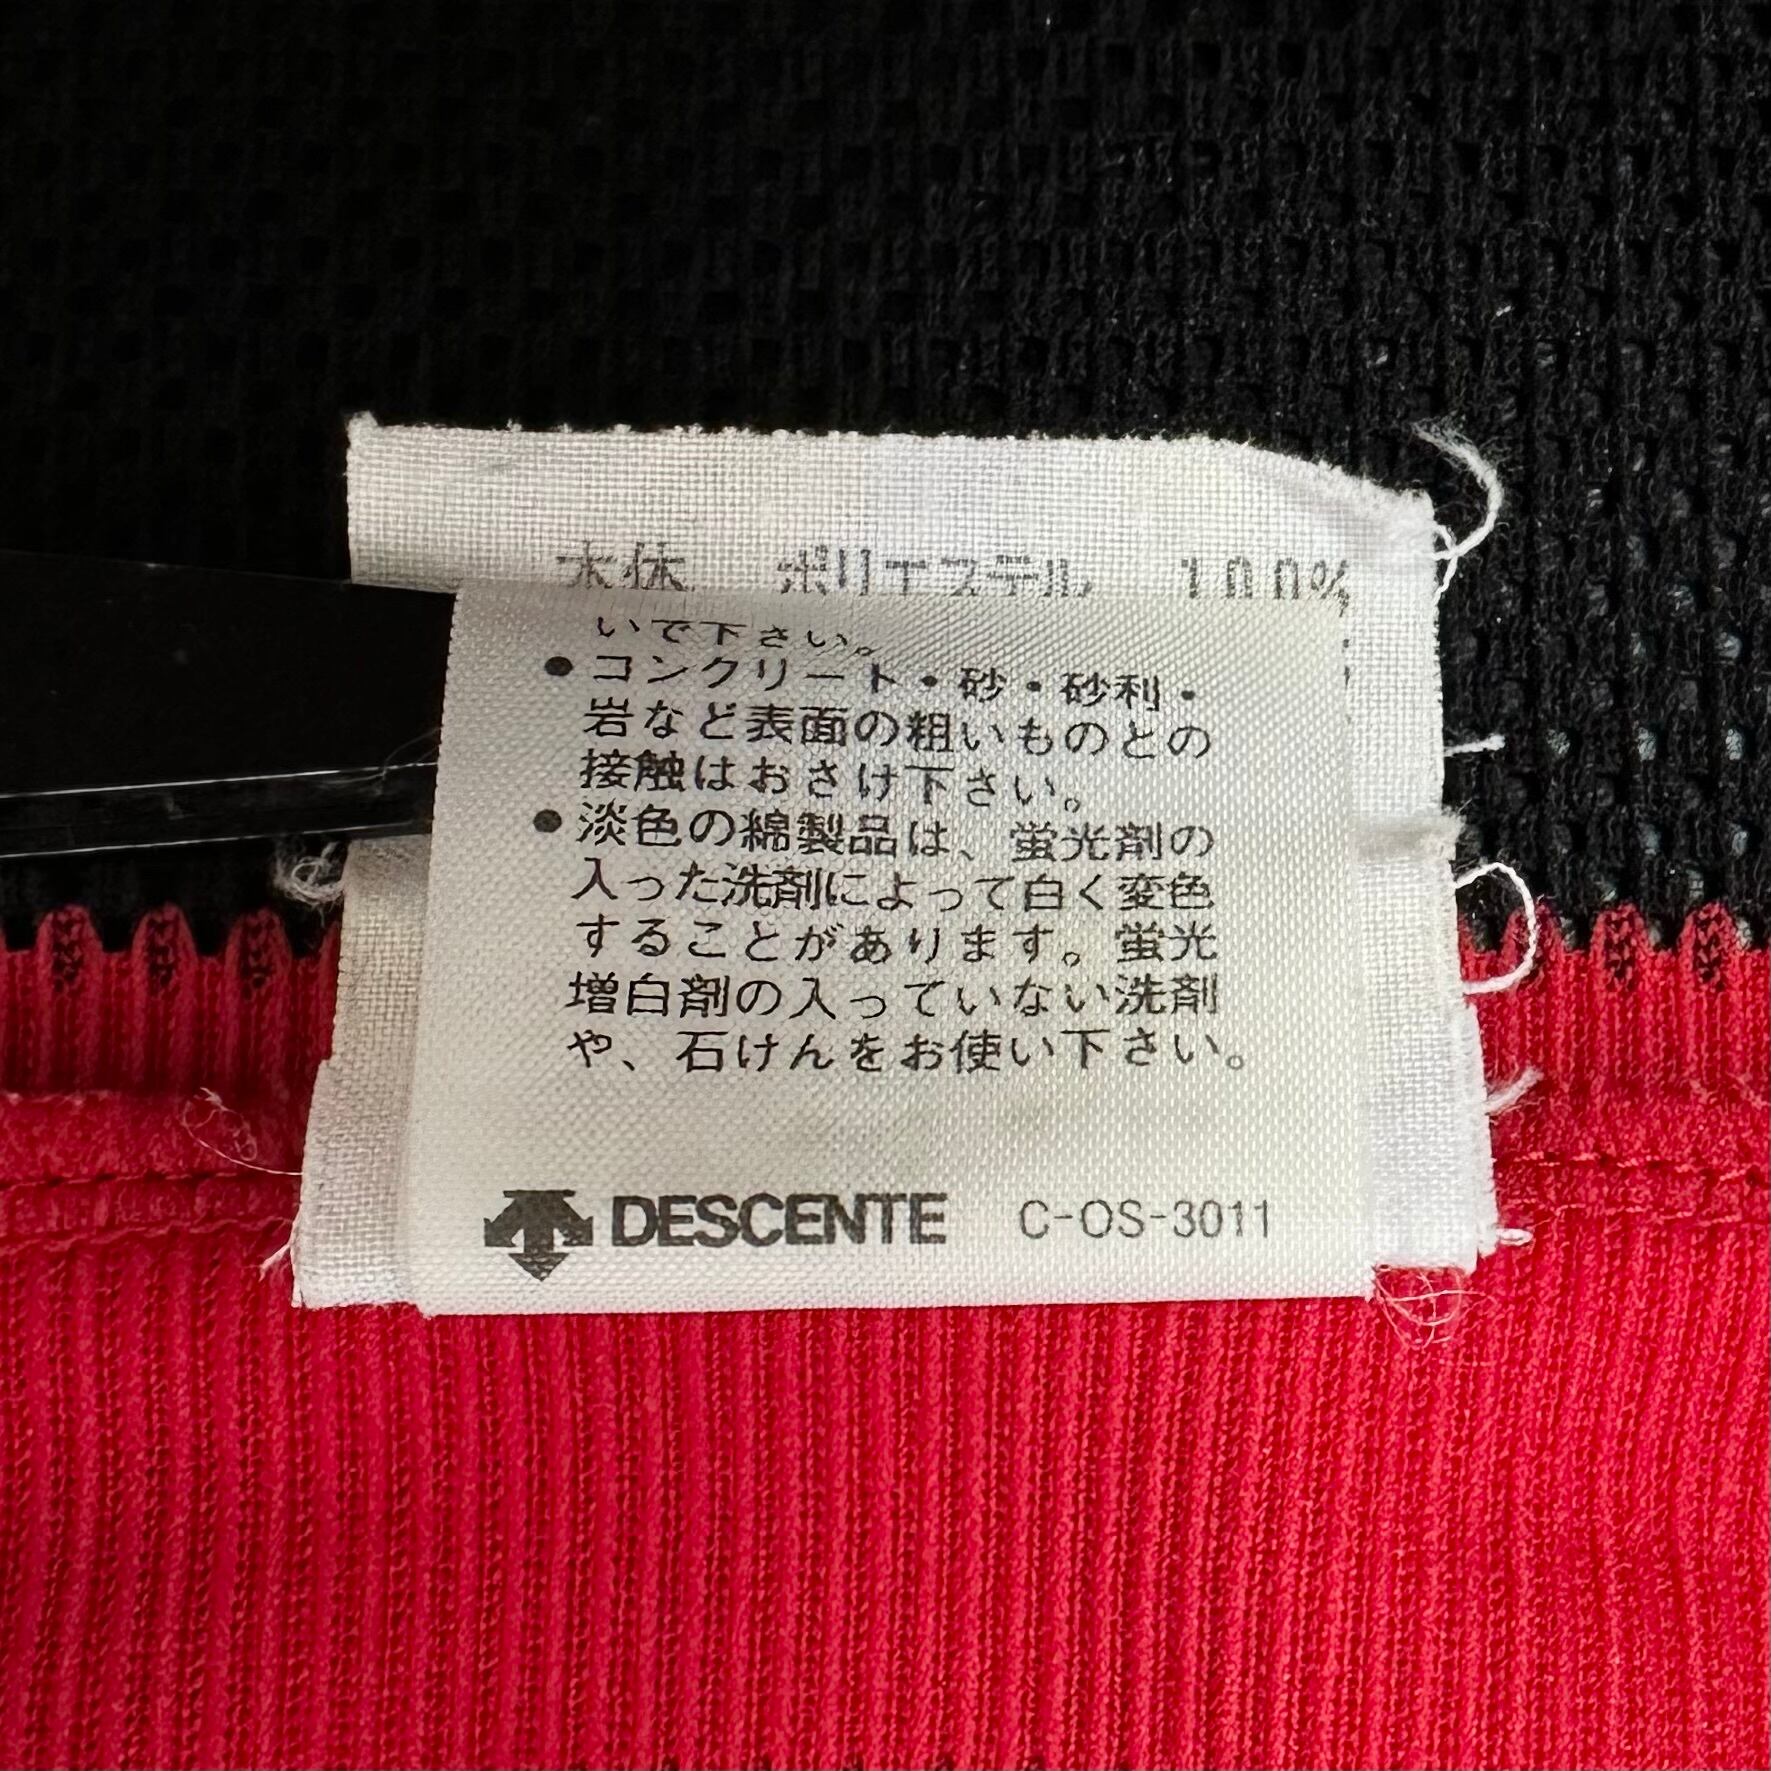 本体 ポリエステル 100%
いで下さい。
●コンクリート・砂・砂利・
岩など表面の粗いものとの
接触はおさけ下さい。
●淡色の綿製品は、蛍光剤の
入った洗剤によって白く変色
することがあります。蛍光
増白剤の入っていない洗剤
や、石けんをお使い下さい。
DESCENTE C-OS-3011